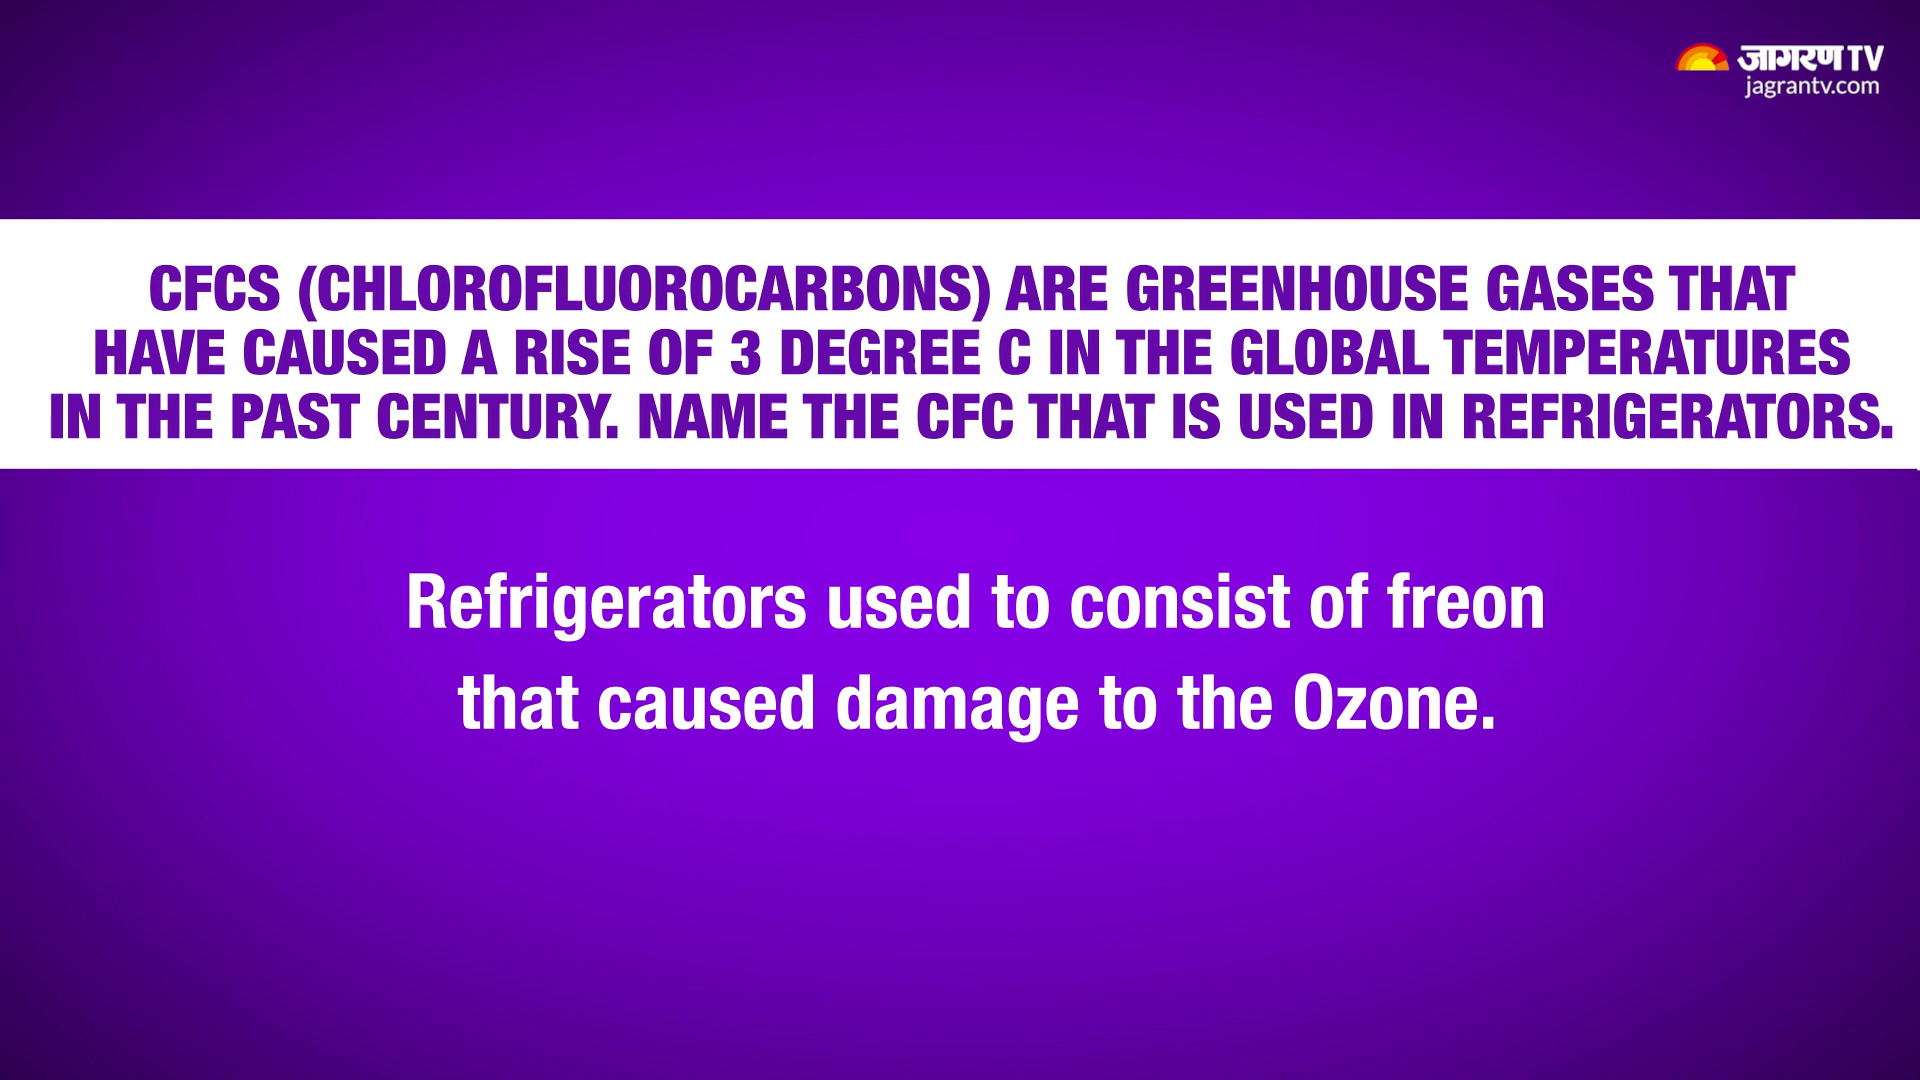 जागरण TV
jagrantv.com
CFCS (CHLOROFLUOROCARBONS) ARE GREENHOUSE GASES THAT
HAVE CAUSED A RISE OF 3 DEGREE C IN THE GLOBAL TEMPERATURES
IN THE PAST CENTURY. NAME THE CFC THAT IS USED IN REFRIGERATORS.
Refrigerators used to consist of freon
that caused damage to the Ozone.